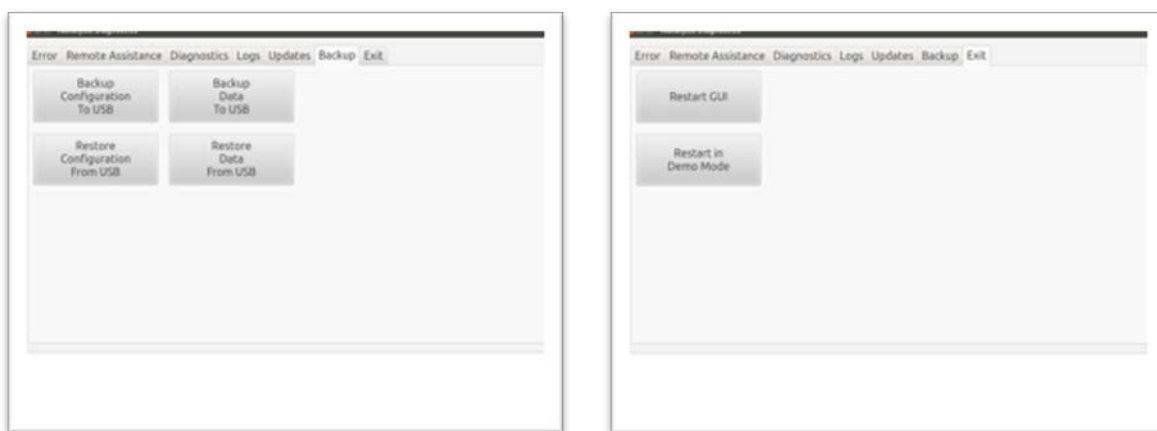 Error Remote Assistance Diagnostics Logs Updates Backup Exit
Backup
Configuration
To USB
Backup
Data
To USB
Restore
Configuration
From USB
Restore
Data
From USB
Error Remote Assistance Diagnostics Logs Updates Backup Exit
Restart GUI
Restart in
Demo Mode